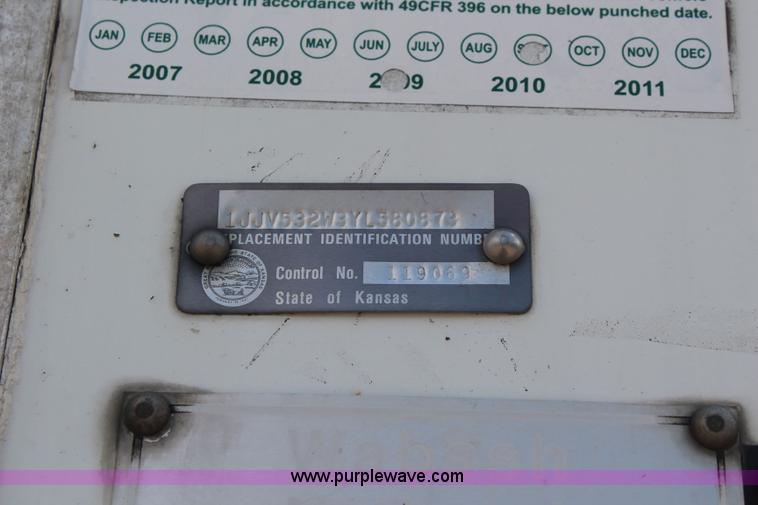 Inspection Report in accordance with 49CFR 396 on the below punched date.
JAN FEB MAR APR MAY JUN JULY AUG OCT NOV DEC
2007 2008 2010 2011
1JJV532W3YL580873
REPLACEMENT IDENTIFICATION NUMBER
Control No. 119069
State of Kansas
Wabash
www.purplewave.com